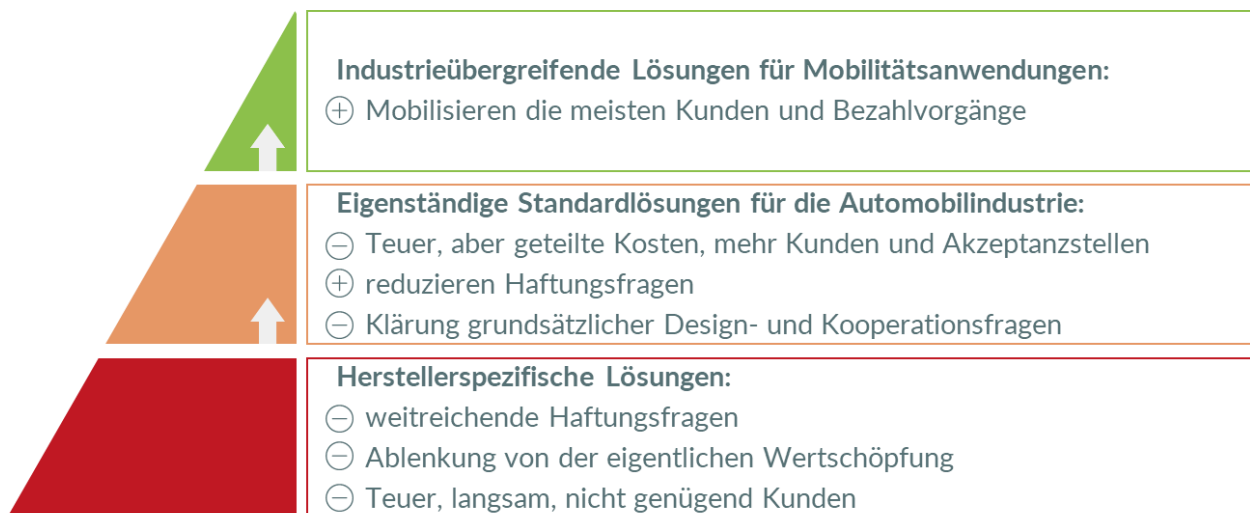 Industrieübergreifende Lösungen für Mobilitätsanwendungen:
⊕ Mobilisieren die meisten Kunden und Bezahlvorgänge
Eigenständige Standardlösungen für die Automobilindustrie:
⊖ Teuer, aber geteilte Kosten, mehr Kunden und Akzeptanzstellen
⊕ reduzieren Haftungsfragen
⊖ Klärung grundsätzlicher Design- und Kooperationsfragen
Herstellerspezifische Lösungen:
⊖ weitreichende Haftungsfragen
⊖ Ablenkung von der eigentlichen Wertschöpfung
⊖ Teuer, langsam, nicht genügend Kunden